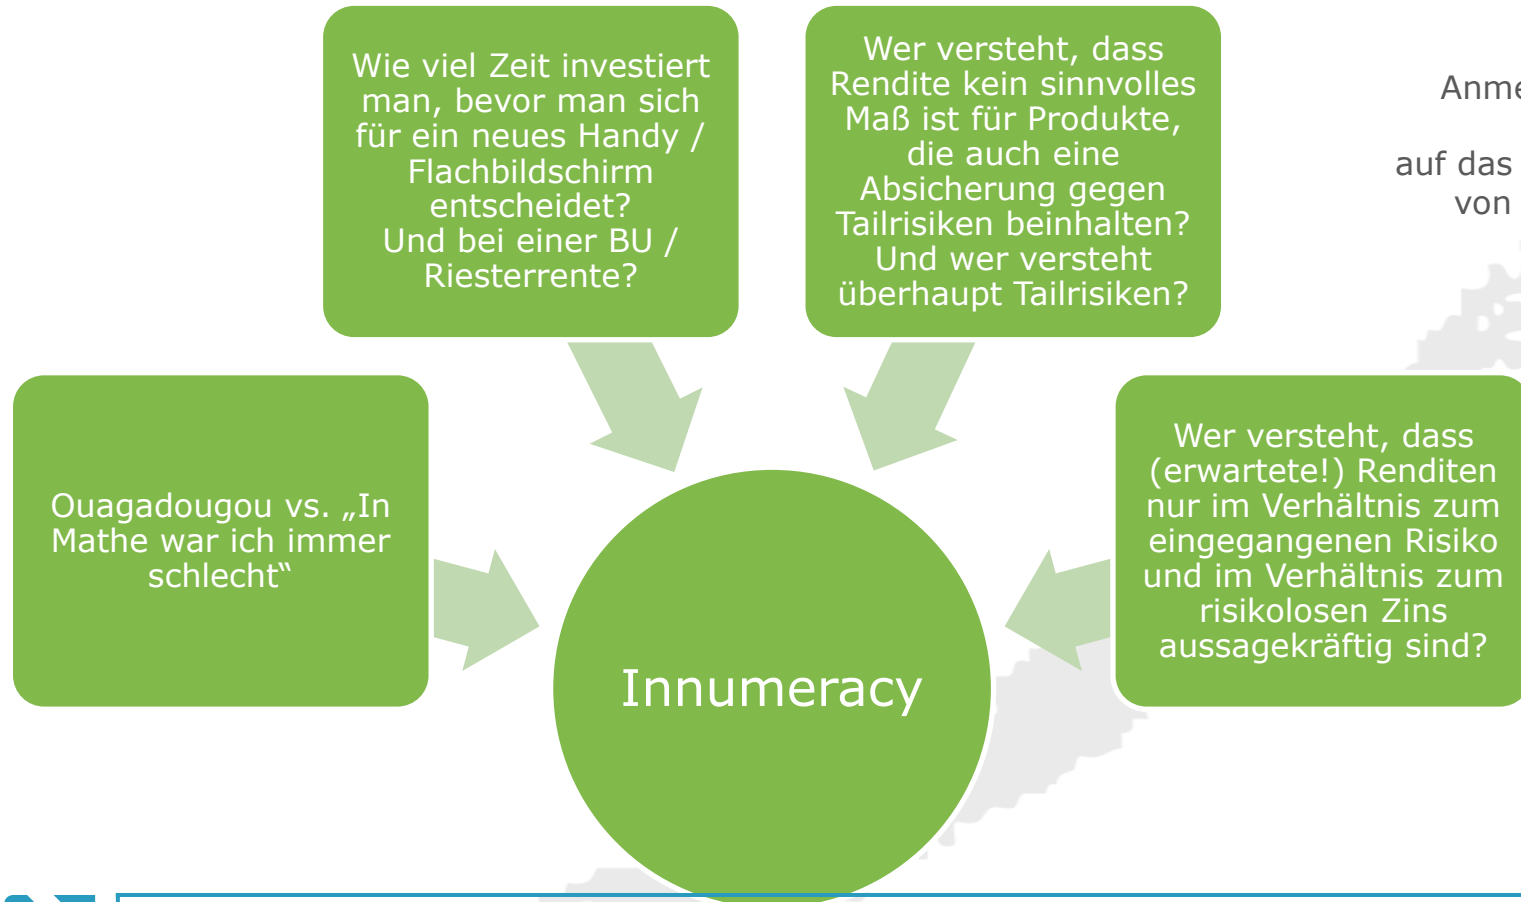 Wie viel Zeit investiert
man, bevor man sich
für ein neues Handy /
Flachbildschirm
entscheidet?
Und bei einer BU /
Riesterrente?
Wer versteht, dass
Rendite kein sinnvolles
Maß ist für Produkte,
die auch eine
Absicherung gegen
Tailrisiken beinhalten?
Und wer versteht
überhaupt Tailrisiken?
auf das
von
Ouagadougou vs. „In
Mathe war ich immer
schlecht“
Wer versteht, dass
(erwartete!) Renditen
nur im Verhältnis zum
eingegangenen Risiko
und im Verhältnis zum
risikolosen Zins
aussagekräftig sind?
Innumeracy